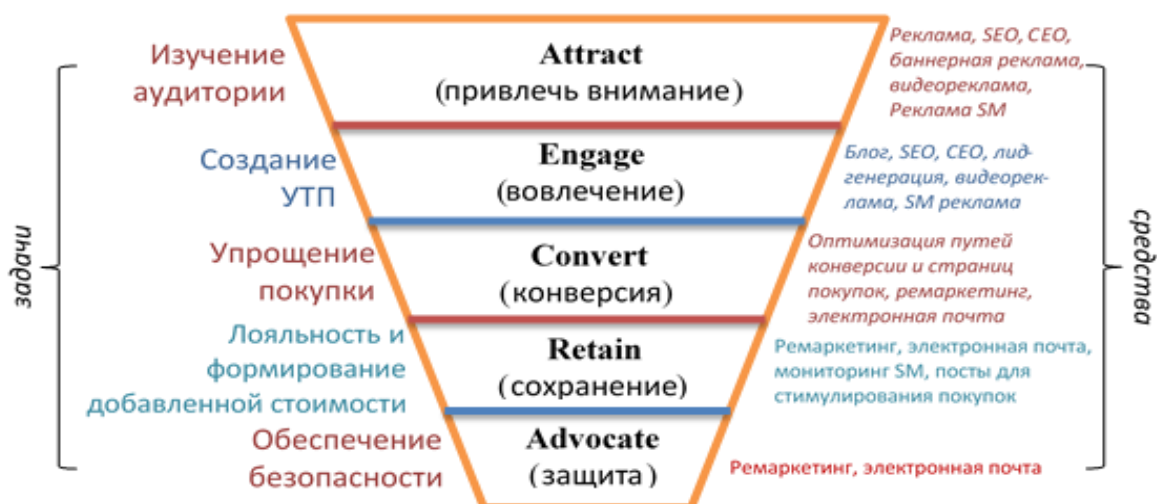 задачи
Изучение
аудитории
Attract
(привлечь внимание)
Реклама, SEO, CEO,
баннерная реклама,
видеореклама,
Реклама SM
Создание
УТП
Engage
(вовлечение)
Блог, SEO, CEO, лид-
генерация, видеорек-
лама, SM реклама
Упрощение
покупки
Convert
(конверсия)
Оптимизация путей
конверсии и страниц
покупок, ремаркетинг,
электронная почта
Лояльность и
формирование
добавленной стоимости
Retain
(сохранение)
Ремаркетинг, электронная почта,
мониторинг SM, посты для
стимулирования покупок
Обеспечение
безопасности
Advocate
(защита)
Ремаркетинг, электронная почта
средства